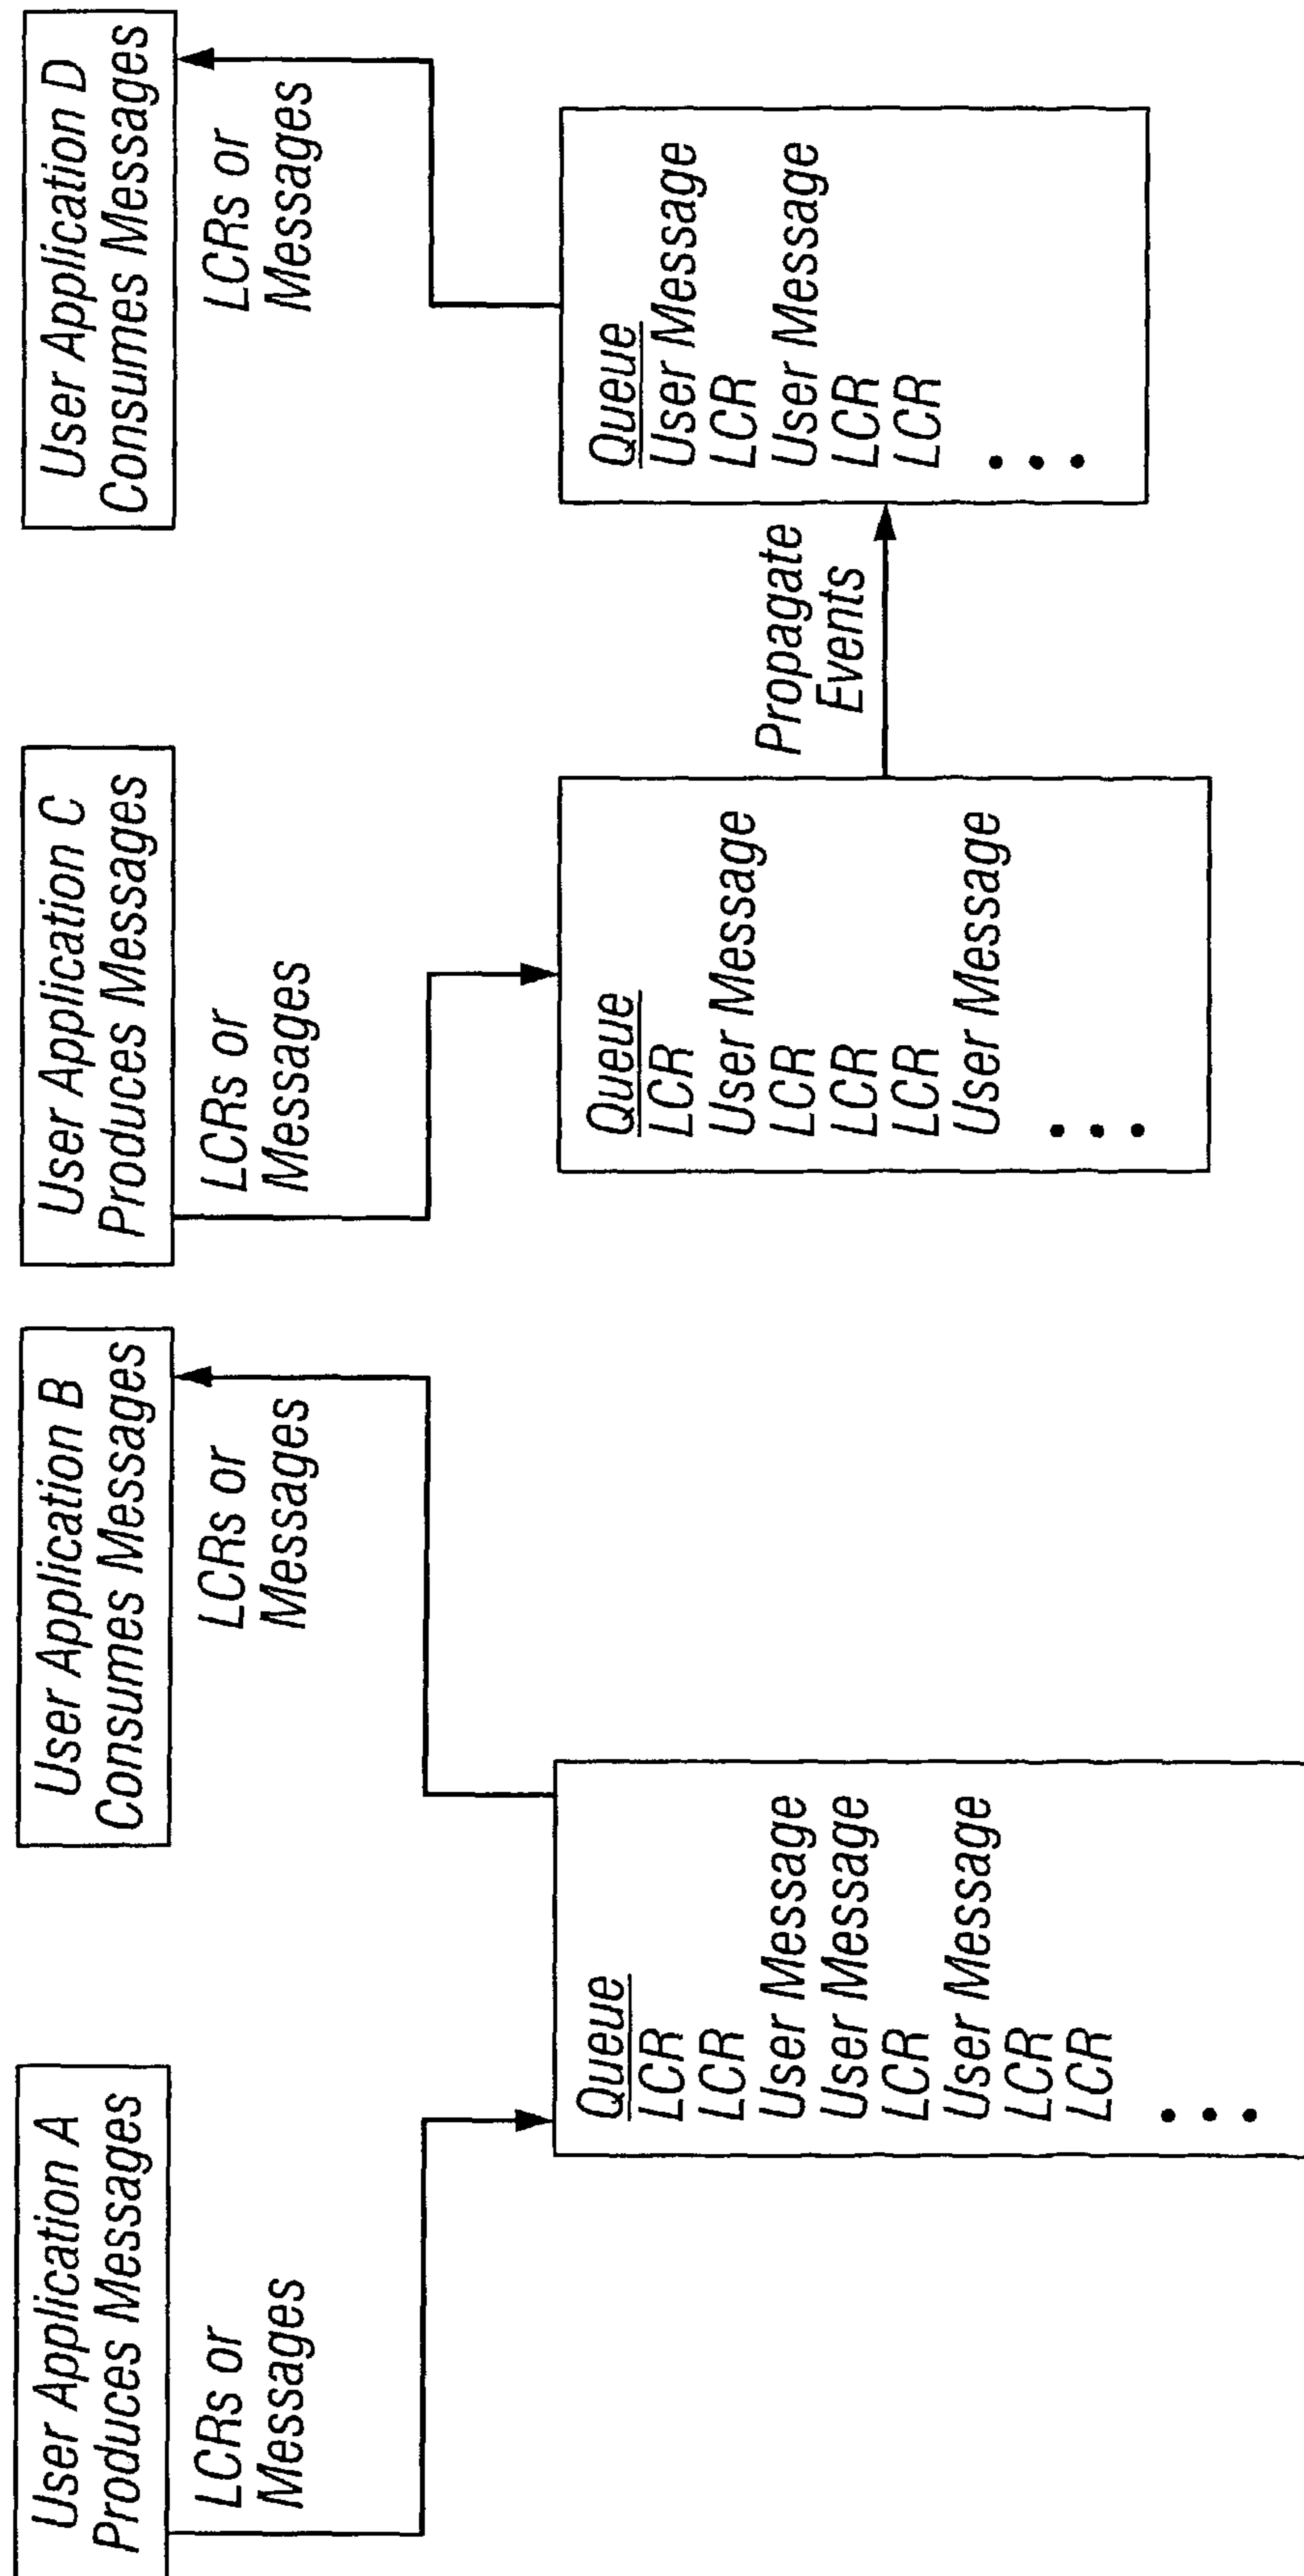 User Application A
Produces Messages
LCRs or
Messages
Queue
LCR
LCR
User Message
User Message
LCR
User Message
LCR
LCR
User Application B
Consumes Messages
LCRs or
Messages
User Application C
Produces Messages
LCRs or
Messages
Queue
LCR
User Message
LCR
LCR
LCR
User Message
Propagate
Events
User Application D
Consumes Messages
LCRs or
Messages
Queue
User Message
LCR
User Message
LCR
LCR